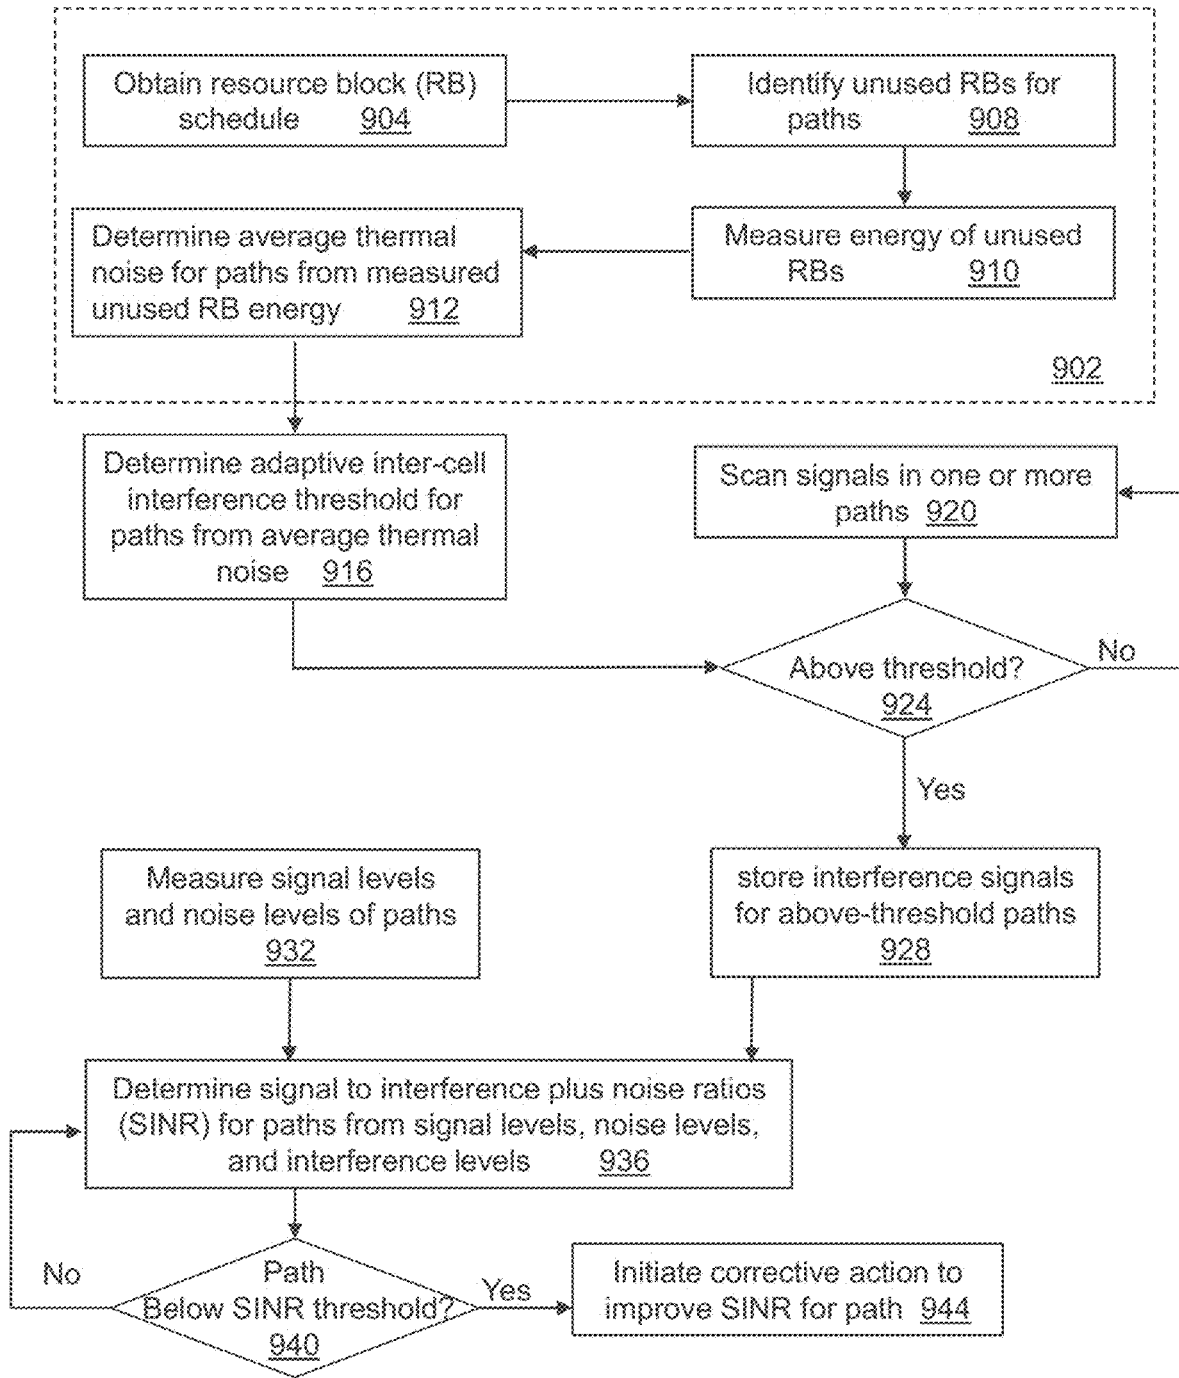 Obtain resource block (RB)
schedule 904
Identify unused RBs for
paths 908
Measure energy of unused
RBs 910
Determine average thermal
noise for paths from measured
unused RB energy 912
902
Determine adaptive inter-cell
interference threshold for
paths from average thermal
noise 916
Scan signals in one or more
paths 920
Above threshold?
924
No
Yes
store interference signals
for above-threshold paths
928
Measure signal levels
and noise levels of paths
932
Determine signal to interference plus noise ratios
(SINR) for paths from signal levels, noise levels,
and interference levels 936
Path
Below SINR threshold?
940
No
Yes
Initiate corrective action to
improve SINR for path 944